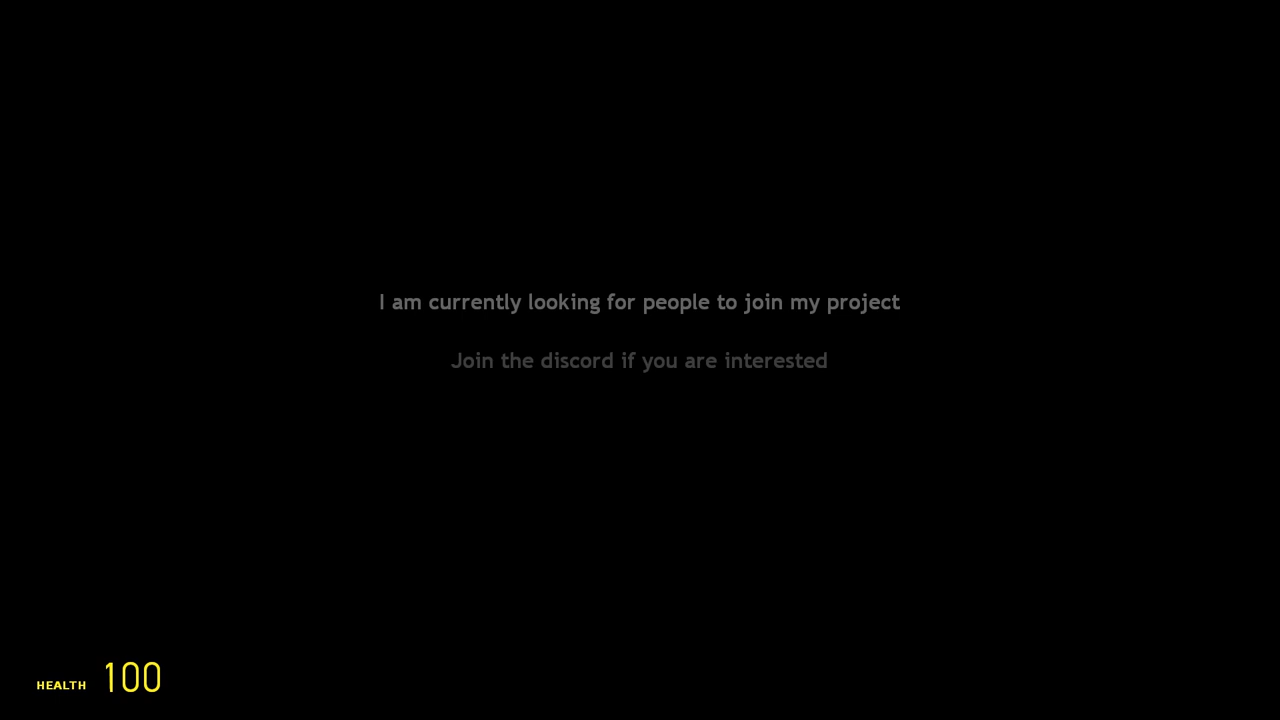 I am currently looking for people to join my project
Join the discord if you are interested
HEALTH 100